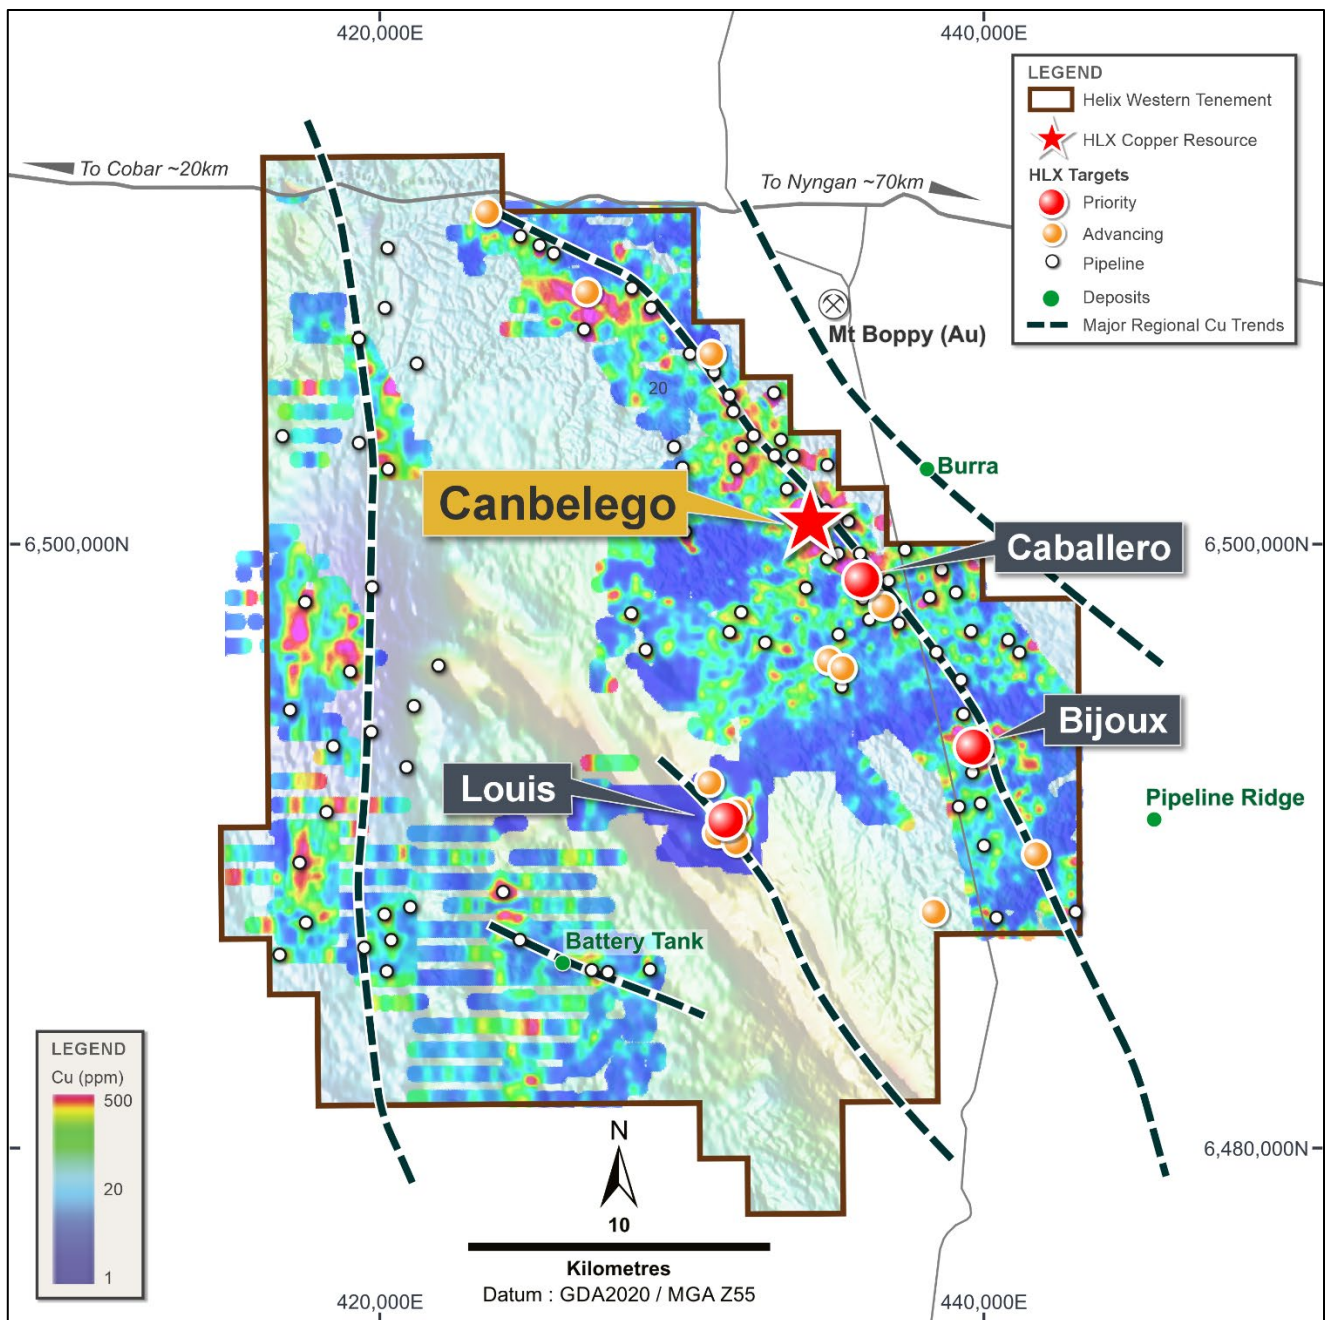 420,000E
440,000E
LEGEND
Helix Western Tenement
HLX Copper Resource
HLX Targets
Priority
Advancing
Pipeline
Deposits
Major Regional Cu Trends
To Cobar ~20km
To Nyngan ~70km
Mt Boppy (Au)
20
Burra
Canbelego
6,500,000N
6,500,000N
Caballero
Bijoux
Louis
Pipeline Ridge
Battery Tank
LEGEND
Cu (ppm)
500
20
1
6,480,000N
N
10
Kilometres
Datum : GDA2020 / MGA Z55
420,000E
440,000E